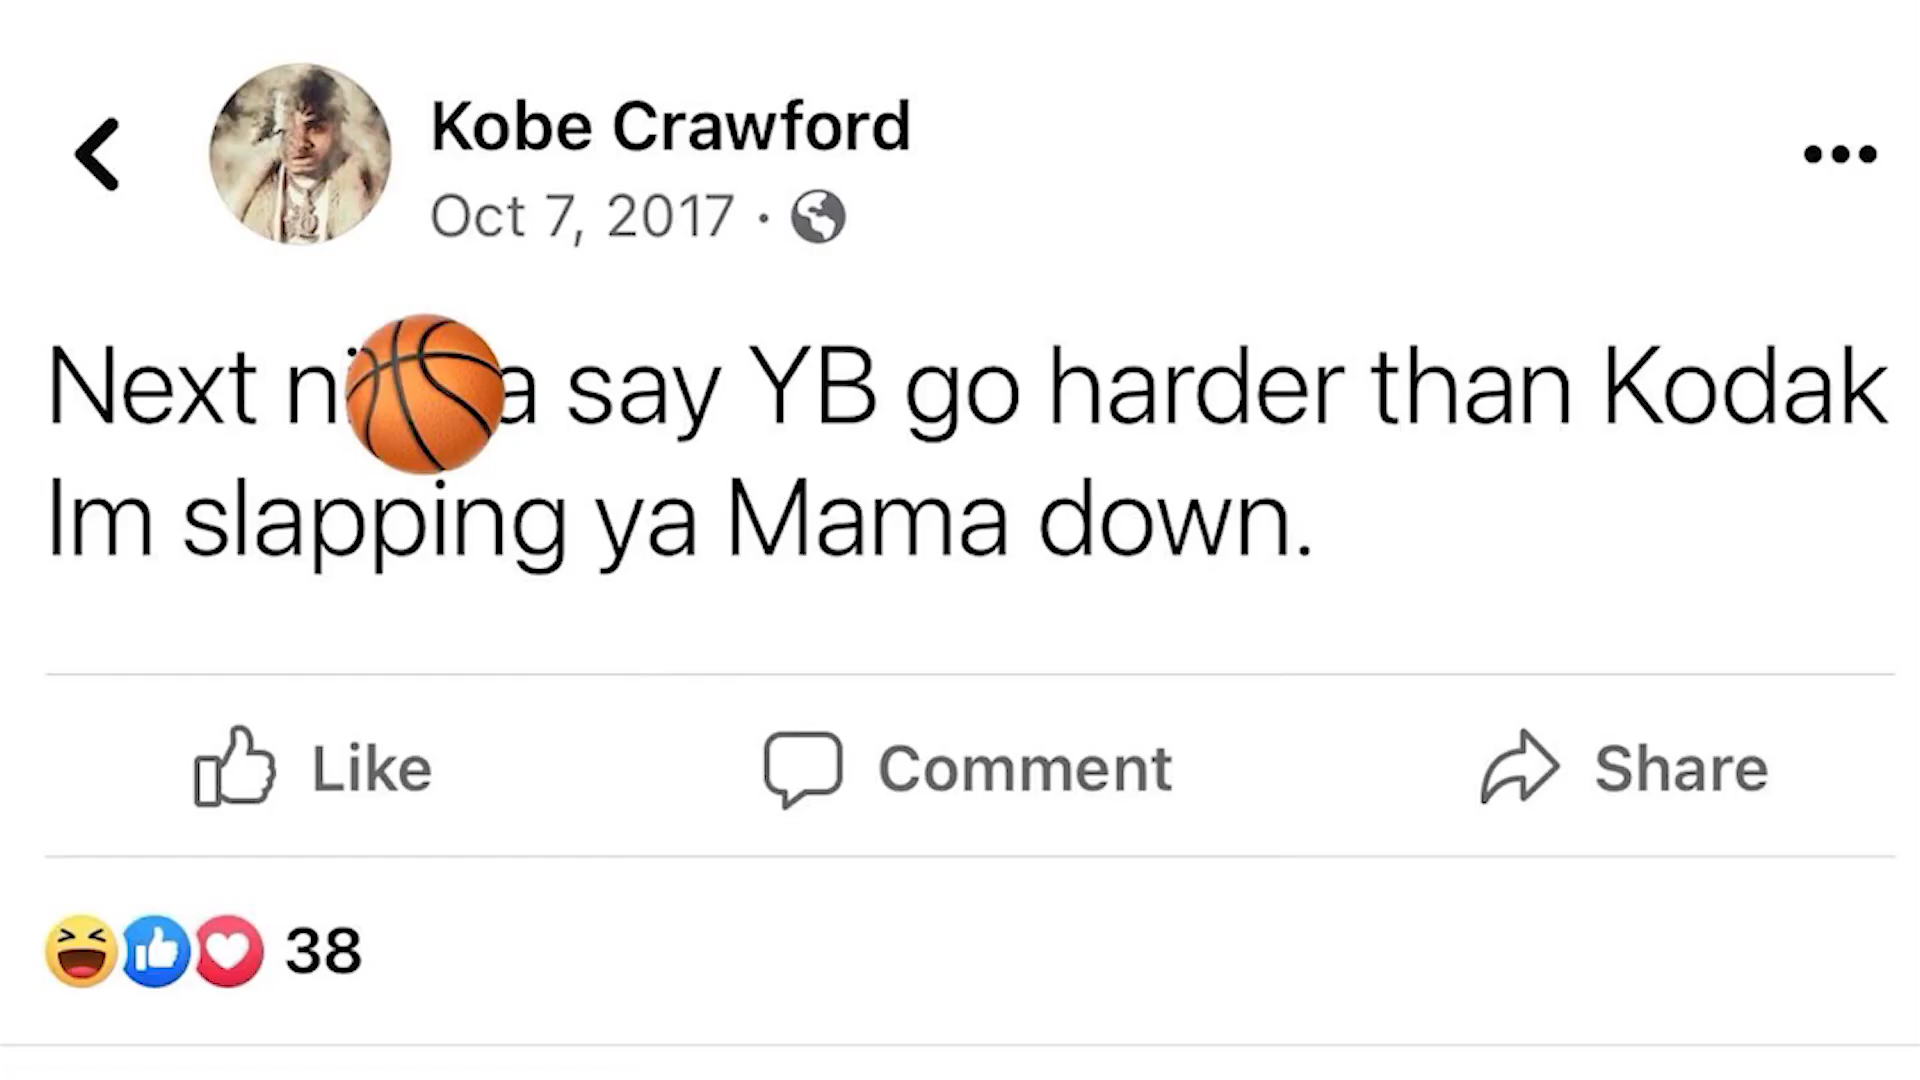 Kobe Crawford
Oct 7, 2017 ·
Next say YB go harder than Kodak
Im slapping ya Mama down.
Like Comment Share
38